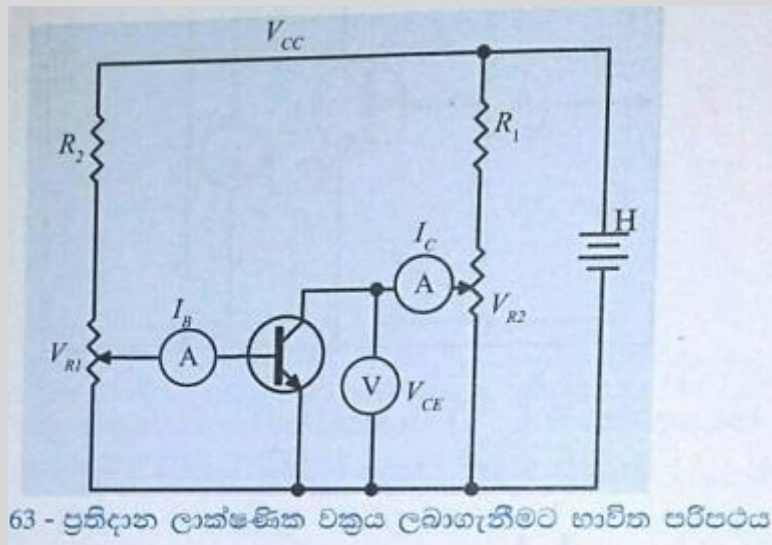 V_CC
R_2
R_1
H
I_C
A
V_R2
I_B
V_R1
A
V
V_CE
63 - ප්‍රතිදාන ලාක්ෂණික වක්‍රය ලබාගැනීමට භාවිත පරිපථය